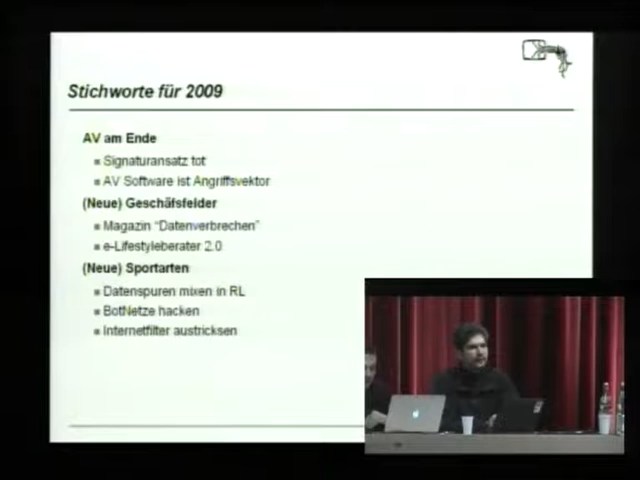 Stichworte für 2009
AV am Ende
Signaturansatz tot
AV Software ist Angriffsvektor
(Neue) Geschäfsfelder
Magazin "Datenverbrechen"
e-Lifestyleberater 2.0
(Neue) Sportarten
Datenspuren mixen in RL
BotNetze hacken
Internetfilter austricksen